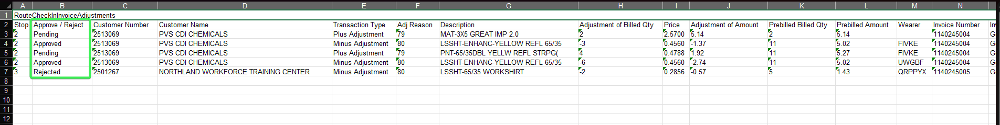 A B C D E F G H I J K L M N
1 RouteCheckInInvoiceAdjustments
2 Stop Approve / Reject Customer Number Customer Name Transaction Type Adj Reason Description Adjustment of Billed Qty Price Adjustment of Amount Prebilled Billed Qty Prebilled Amount Wearer Invoice Number In
3 2 Pending 2513069 PVS CDI CHEMICALS Plus Adjustment 79 MAT-3X5 GREAT IMP 2.0 2 2.5700 5.14 2 5.14 1140245004 G
4 2 Approved 2513069 PVS CDI CHEMICALS Minus Adjustment 80 LSSHT-ENHANC-YELLOW REFL 65/35 -3 0.4560 -1.37 11 5.02 FIVKE 1140245004 G
5 2 Pending 2513069 PVS CDI CHEMICALS Plus Adjustment 79 PNT-65/35DBL YELLW REFL STRPG( 4 0.4788 1.92 11 5.27 FIVKE 1140245004 G
6 2 Approved 2513069 PVS CDI CHEMICALS Minus Adjustment 80 LSSHT-ENHANC-YELLOW REFL 65/35 -6 0.4560 -2.74 11 5.02 UWGBF 1140245004 G
7 3 Rejected 2501267 NORTHLAND WORKFORCE TRAINING CENTER Minus Adjustment 80 LSSHT-65/35 WORKSHIRT -2 0.2856 -0.57 5 1.43 QRPPYX 1140245005 G
8
9
10
11
12